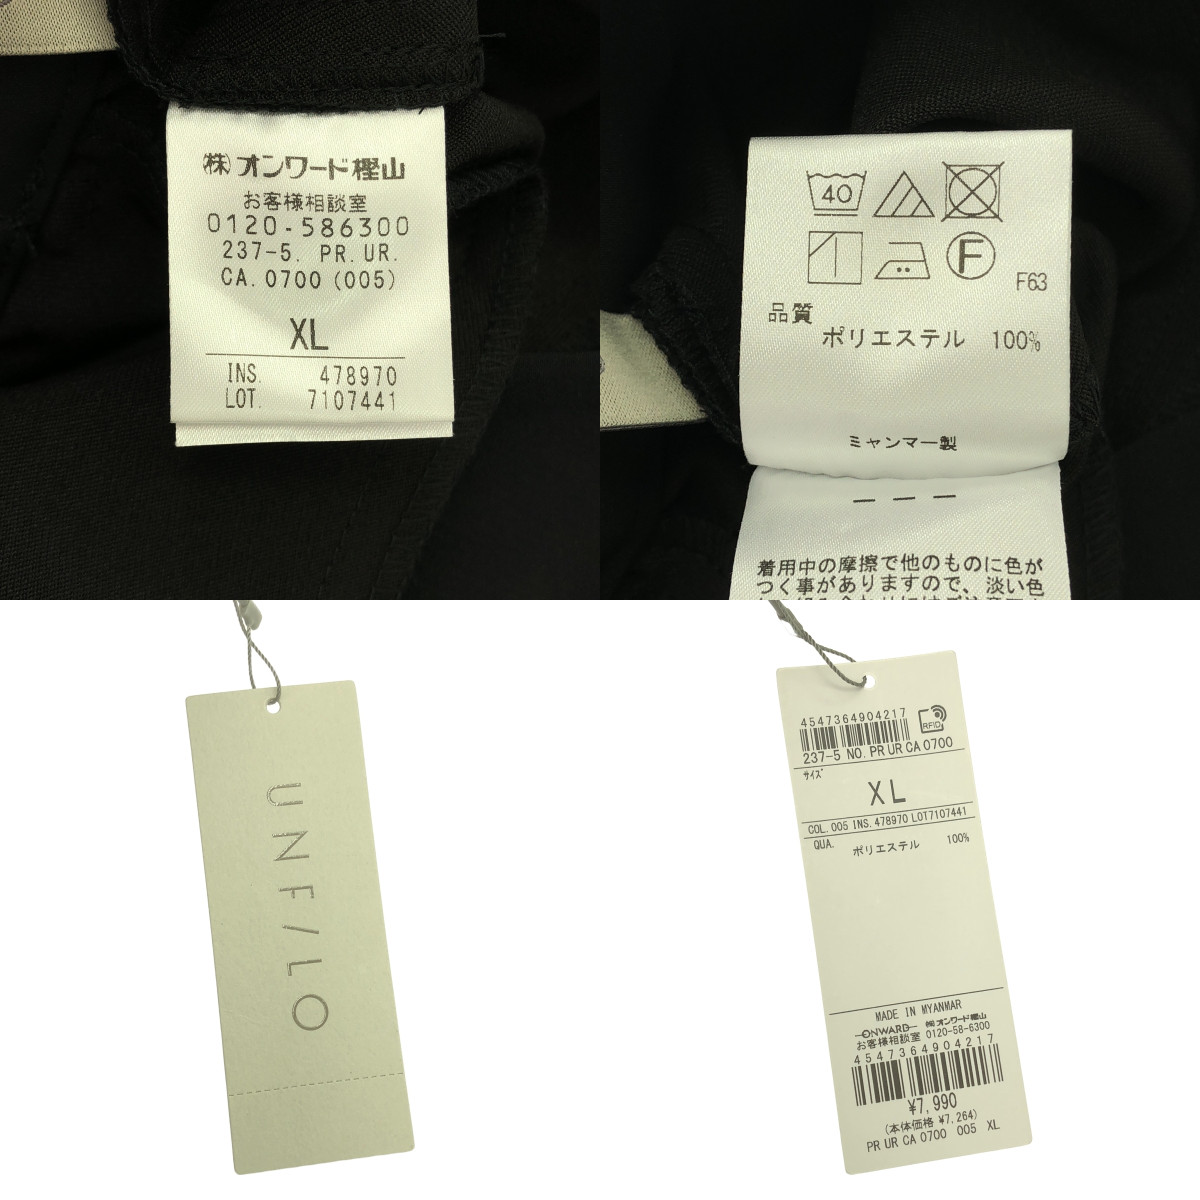 (株)オンワード樫山
お客様相談室
0120-586300
237-5. PR. UR.
CA. 0700 (005)
XL
INS. 478970
LOT. 7107441
40
F
F63
品質
ポリエステル 100%
ミャンマー製
― ― ―
着用中の摩擦で他のものに色が
つく事がありますので、淡い色
UNF/LO
4547364904217
RFID
237-5 NO. PR UR CA 0700
サイズ
XL
COL. 005 INS. 478970 LOT7107441
QUA. ポリエステル 100%
MADE IN MYANMAR
ONWARD (株)オンワード樫山
お客様相談室 0120-58-6300
4547364904217
¥7,990
(本体価格 ¥7,264)
PR UR CA 0700 005 XL